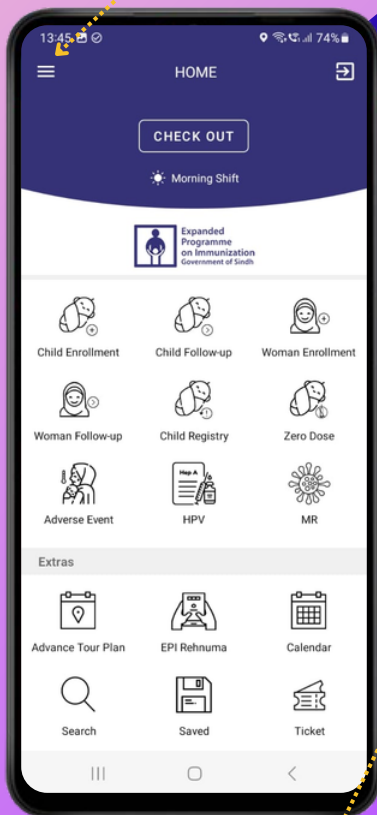 13:45 74%
HOME
CHECK OUT
Morning Shift
Expanded
Programme
on Immunization
Government of Sindh
Child Enrollment Child Follow-up Woman Enrollment
Woman Follow-up Child Registry Zero Dose
Hep A
Adverse Event HPV MR
Extras
Advance Tour Plan EPI Rehnuma Calendar
Search Saved Ticket